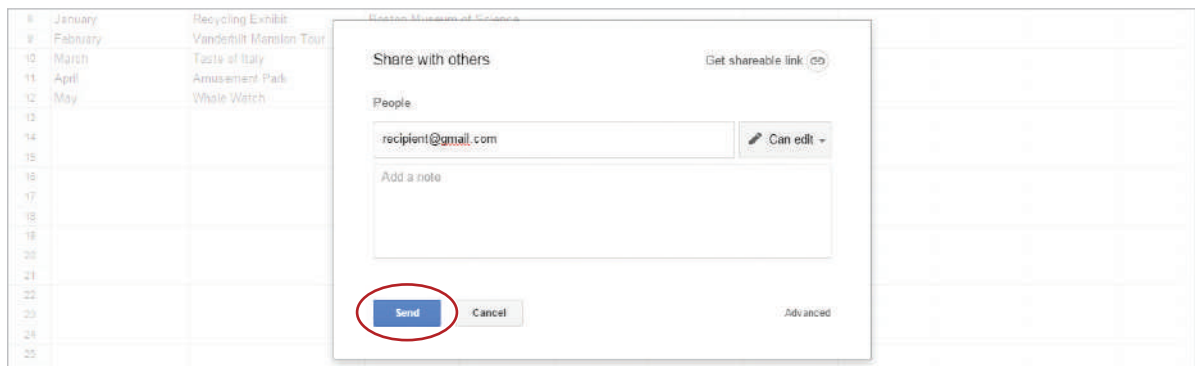 8 January Recycling Exhibit Boston Museum of Science
9 February Vanderbilt Mansion Tour
10 March Taste of Italy
11 April Amusement Park
12 May Whale Watch
13
14
15
16
17
18
19
20
21
22
23
24
25
Share with others Get shareable link
People
recipient@gmail.com Can edit
Add a note
Send Cancel Advanced